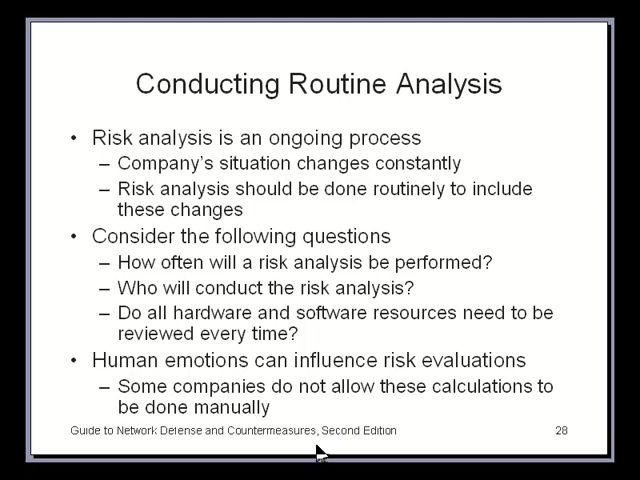 Conducting Routine Analysis
• Risk analysis is an ongoing process
– Company's situation changes constantly
– Risk analysis should be done routinely to include
these changes
• Consider the following questions
– How often will a risk analysis be performed?
– Who will conduct the risk analysis?
– Do all hardware and software resources need to be
reviewed every time?
• Human emotions can influence risk evaluations
– Some companies do not allow these calculations to
be done manually
Guide to Network Defense and Countermeasures, Second Edition 28